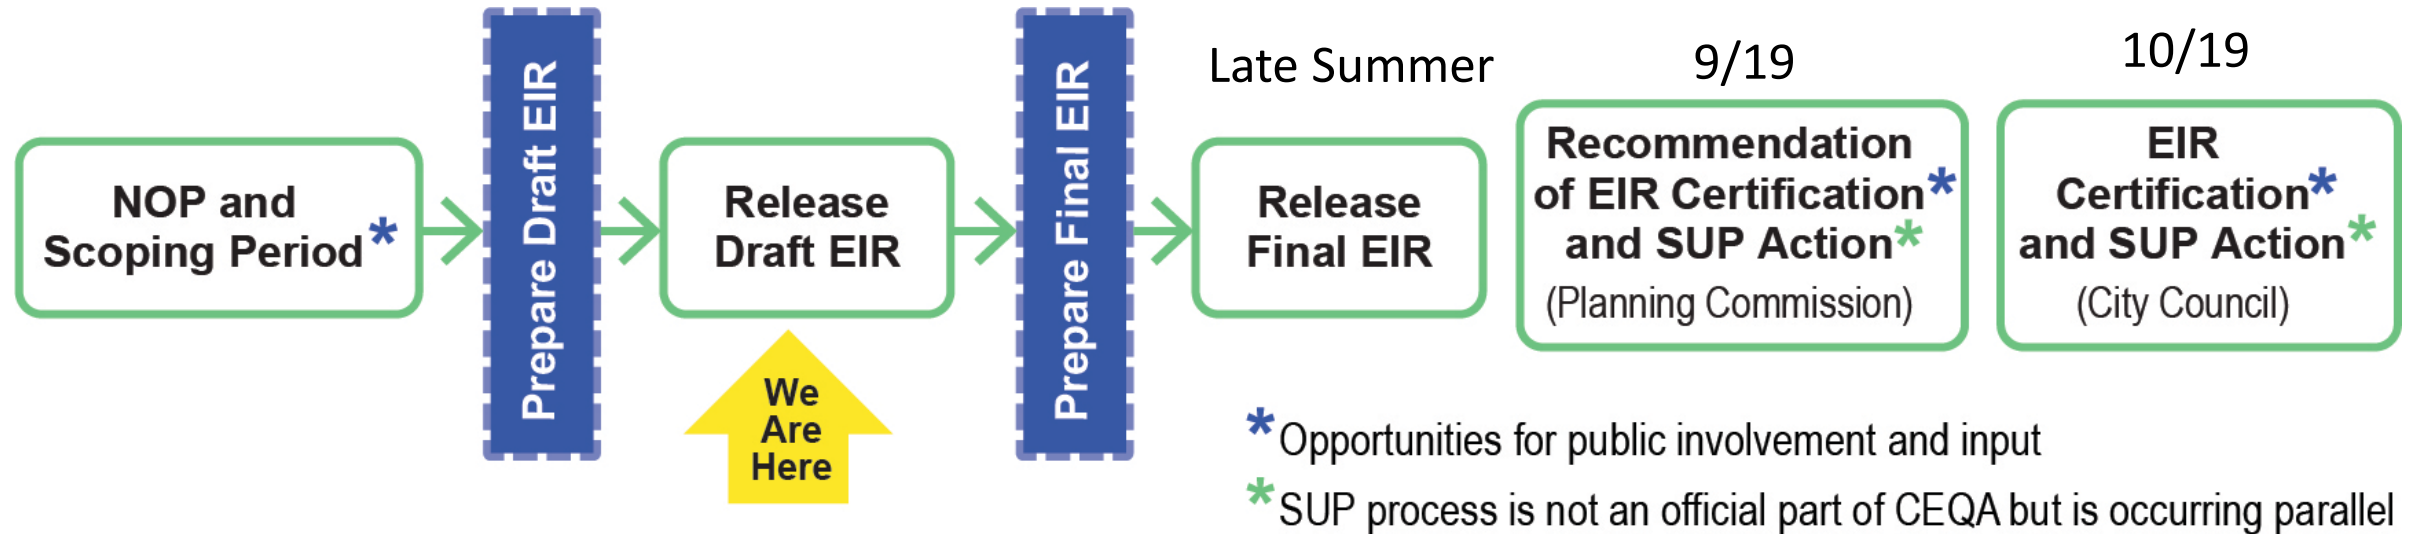 NOP and
Scoping Period*
Prepare Draft EIR
Release
Draft EIR
We
Are
Here
Prepare Final EIR
Late Summer
Release
Final EIR
9/19
Recommendation
of EIR Certification*
and SUP Action*
(Planning Commission)
10/19
EIR
Certification*
and SUP Action*
(City Council)
*Opportunities for public involvement and input
*SUP process is not an official part of CEQA but is occurring parallel